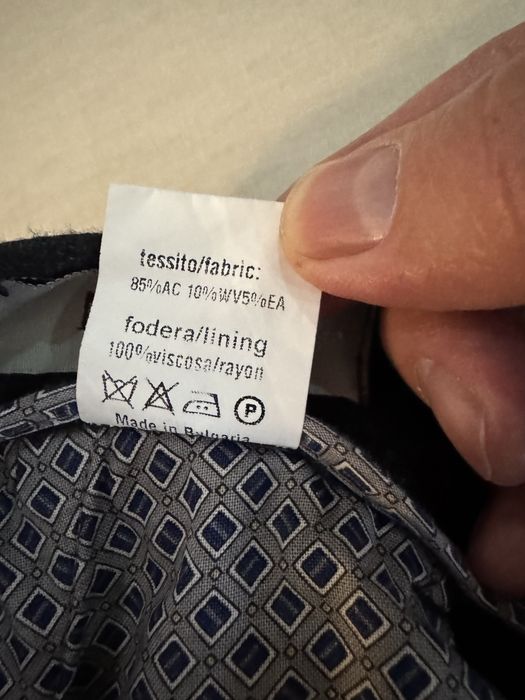 tessito/fabric:
85%AC 10%WV5%EA
fodera/lining
100%viscosa/rayon
P
Made in Bulgaria